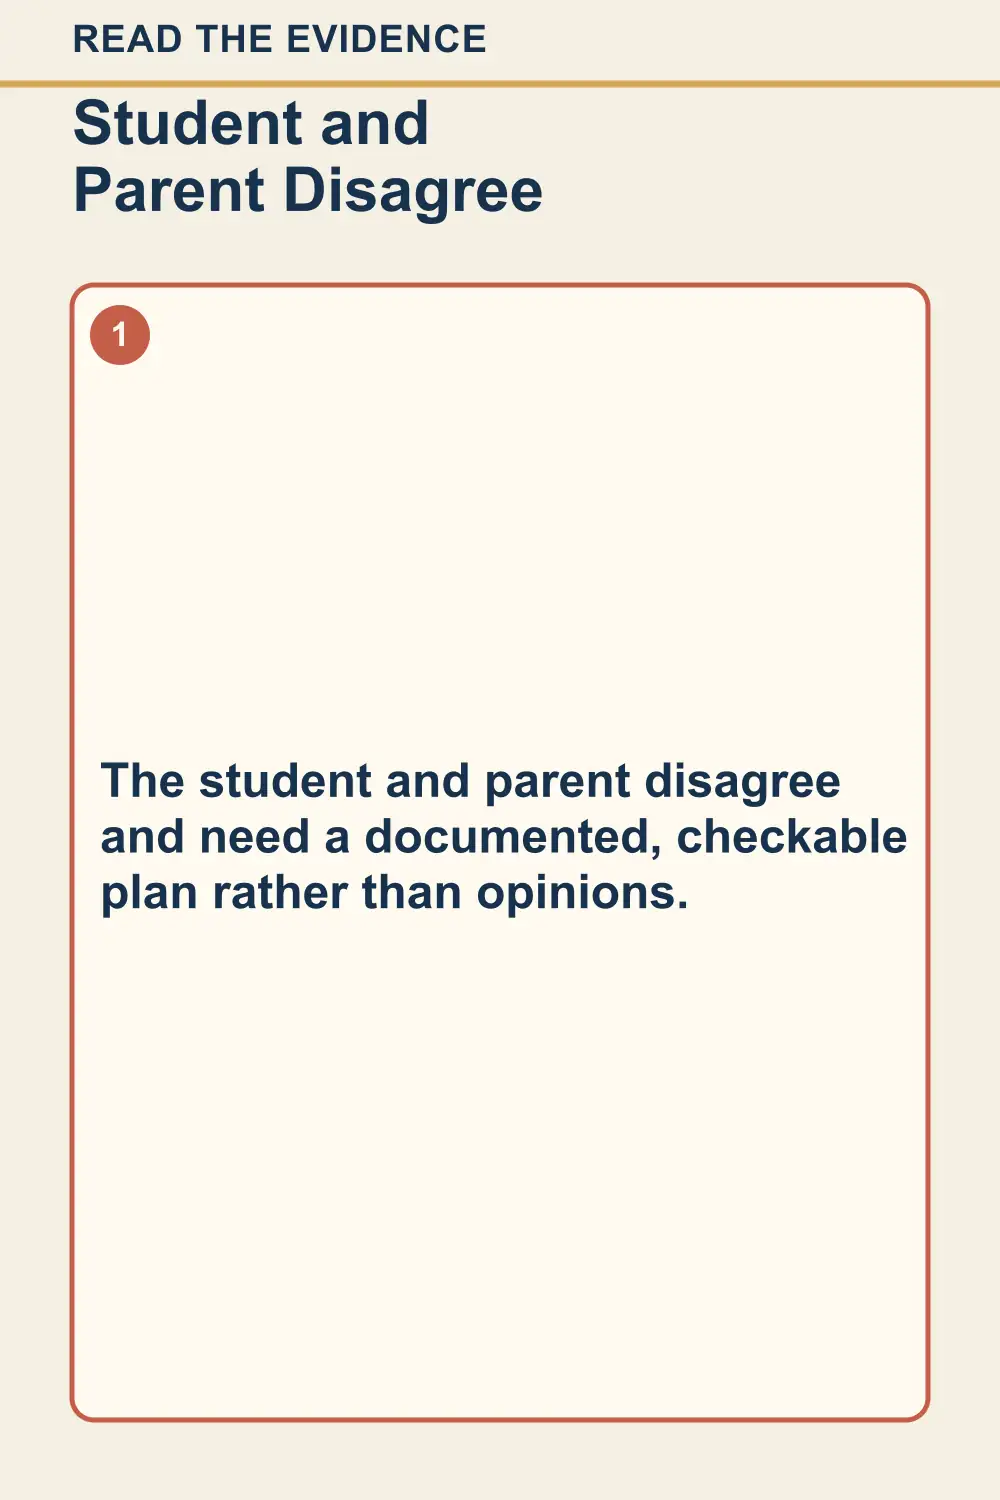 READ THE EVIDENCE
Student and
Parent Disagree
1
The student and parent disagree
and need a documented, checkable
plan rather than opinions.